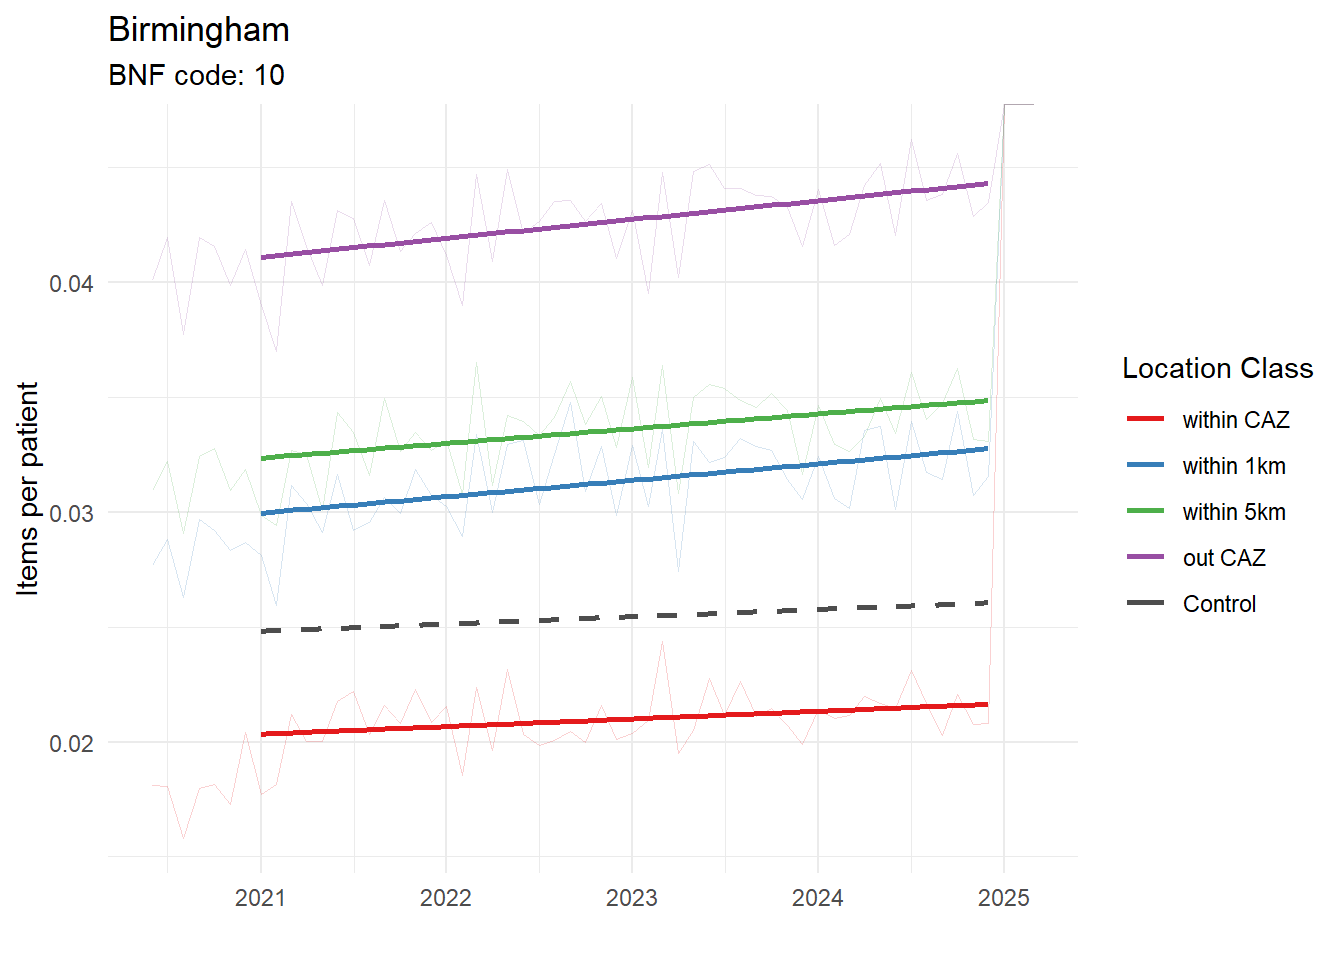 Birmingham
BNF code: 10
Items per patient
0.04
0.03
0.02
2021 2022 2023 2024 2025
Location Class
within CAZ
within 1km
within 5km
out CAZ
Control